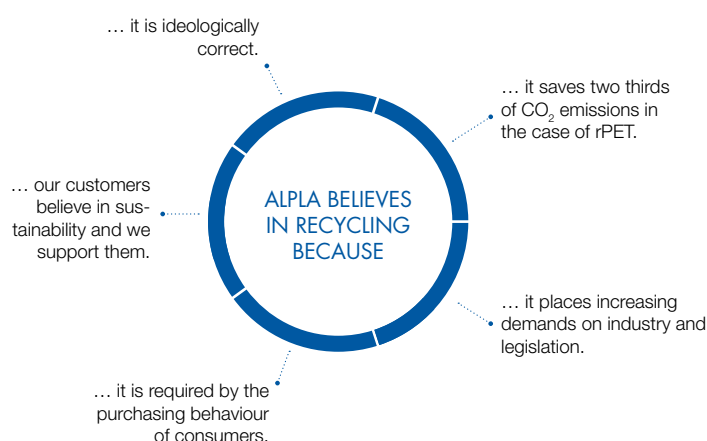 … it is ideologically
correct.
… it saves two thirds
of CO₂ emissions in
the case of rPET.
… our customers
believe in sus-
tainability and we
support them.
ALPLA BELIEVES
IN RECYCLING
BECAUSE
… it places increasing
demands on industry and
legislation.
… it is required by the
purchasing behaviour
of consumers.